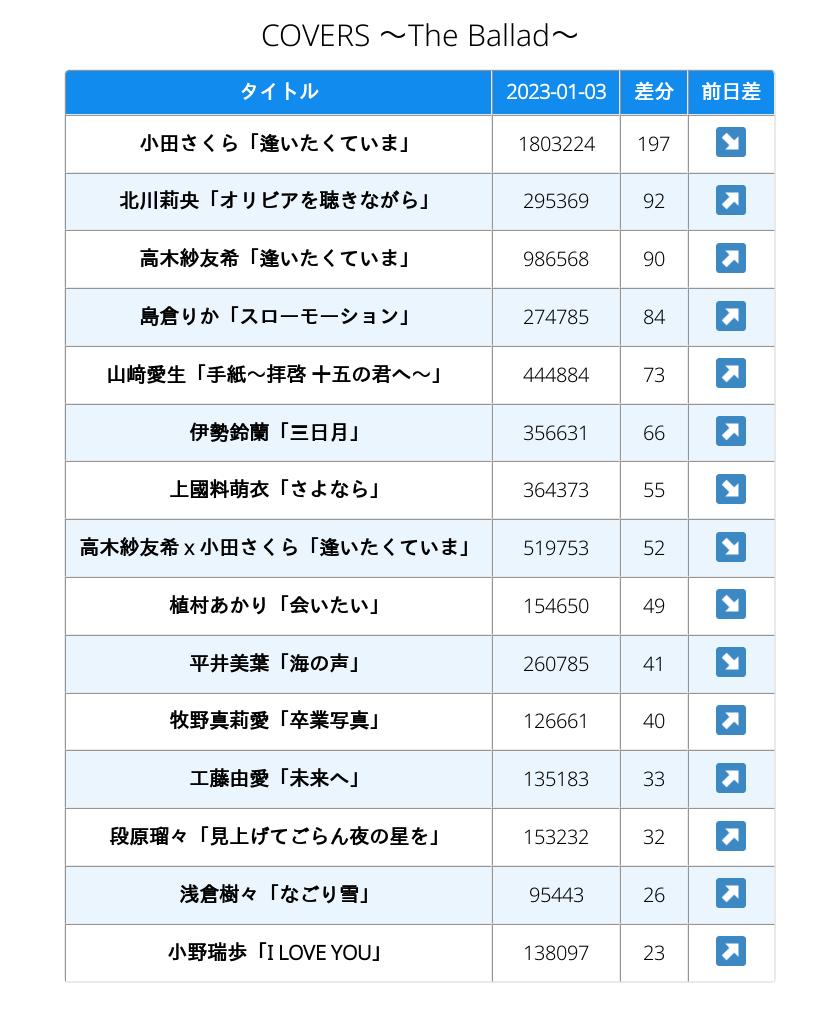 COVERS ～The Ballad～
タイトル 2023-01-03 差分 前日差
小田さくら「逢いたくていま」 1803224 197 ↘
北川莉央「オリビアを聴きながら」 295369 92 ↗
高木紗友希「逢いたくていま」 986568 90 ↗
島倉りか「スローモーション」 274785 84 ↗
山﨑愛生「手紙～拝啓 十五の君へ～」 444884 73 ↗
伊勢鈴蘭「三日月」 356631 66 ↗
上國料萌衣「さよなら」 364373 55 ↘
高木紗友希 x 小田さくら「逢いたくていま」 519753 52 ↘
植村あかり「会いたい」 154650 49 ↘
平井美葉「海の声」 260785 41 ↘
牧野真莉愛「卒業写真」 126661 40 ↗
工藤由愛「未来へ」 135183 33 ↗
段原瑠々「見上げてごらん夜の星を」 153232 32 ↗
浅倉樹々「なごり雪」 95443 26 ↗
小野瑞歩「I LOVE YOU」 138097 23 ↗